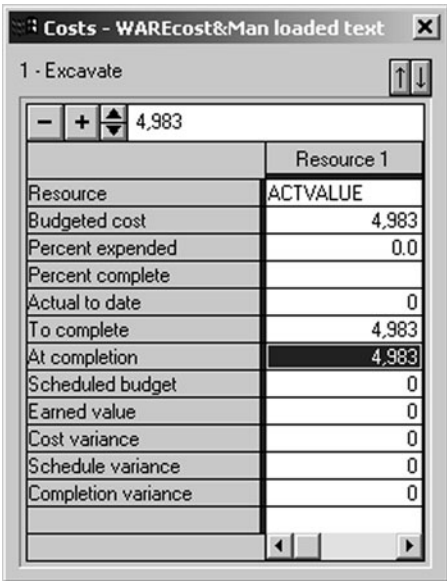 Costs - WAREcost&Man loaded text
1 - Excavate
4,983
Resource 1
Resource ACTVALUE
Budgeted cost 4,983
Percent expended 0.0
Percent complete
Actual to date 0
To complete 4,983
At completion 4,983
Scheduled budget 0
Earned value 0
Cost variance 0
Schedule variance 0
Completion variance 0